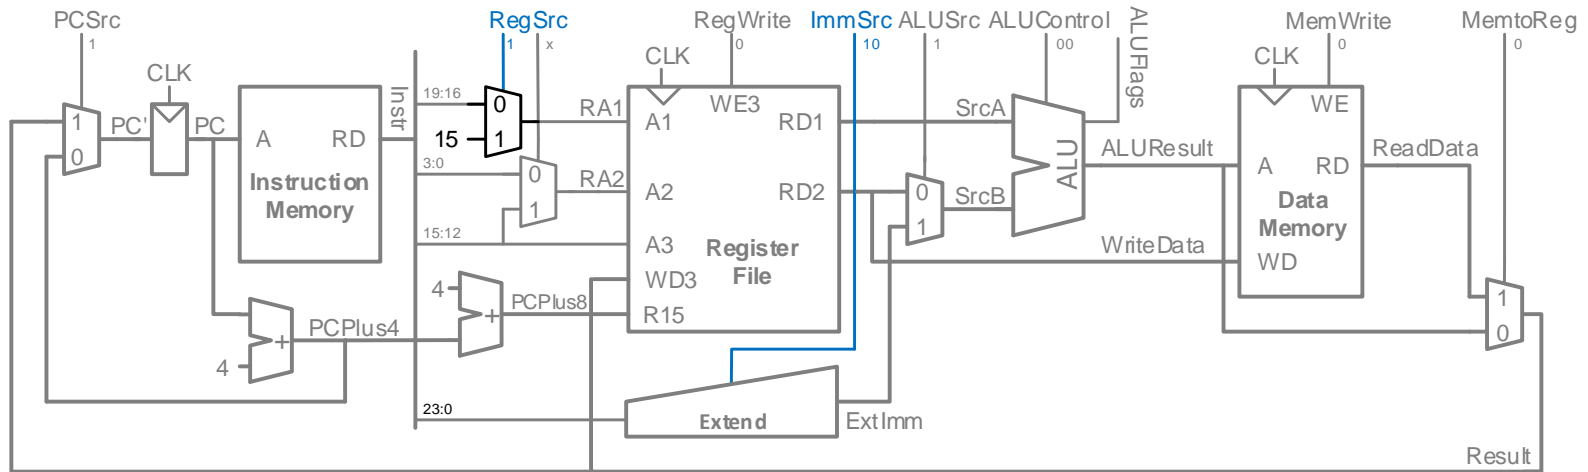 PCSrc
1
RegSrc
1
x
RegWrite
0
ImmSrc
10
ALUSrc
1
ALUControl
00
ALUFlags
MemWrite
0
MemtoReg
0
CLK
CLK
CLK
1
0
PC'
PC
A
RD
Instruction
Memory
Instr
19:16
15
0
1
RA1
3:0
0
1
RA2
15:12
A1
A2
A3
WD3
R15
WE3
RD1
RD2
Register
File
SrcA
0
1
SrcB
ALU
ALUResult
WriteData
A
RD
WE
Data
Memory
WD
ReadData
1
0
4
+
PCPlus8
PCPlus4
4
+
23:0
Extend
ExtImm
Result